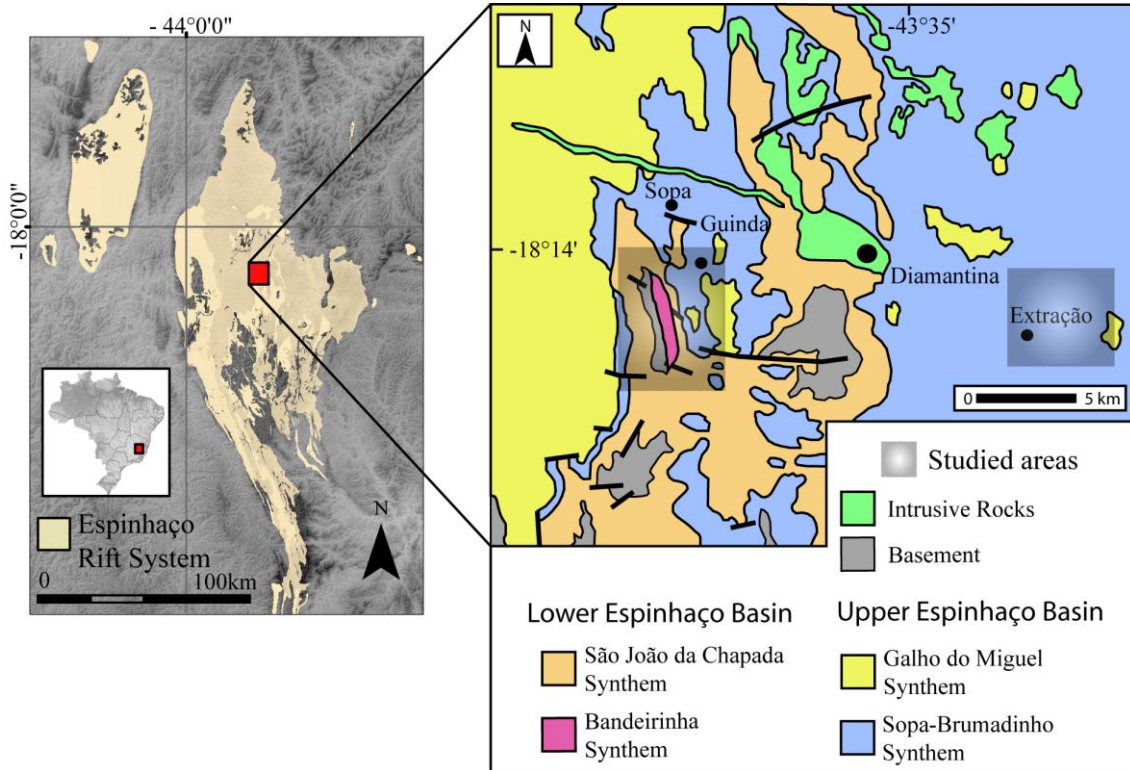 - 44°0'0"
-18°0'0"
Espinhaço
Rift System
N
0
100km
N
-43°35'
-18°14'
Sopa
Guinda
Diamantina
Extração
0
5 km
Studied areas
Intrusive Rocks
Basement
Lower Espinhaço Basin
São João da Chapada
Synthem
Bandeirinha
Synthem
Upper Espinhaço Basin
Galho do Miguel
Synthem
Sopa-Brumadinho
Synthem